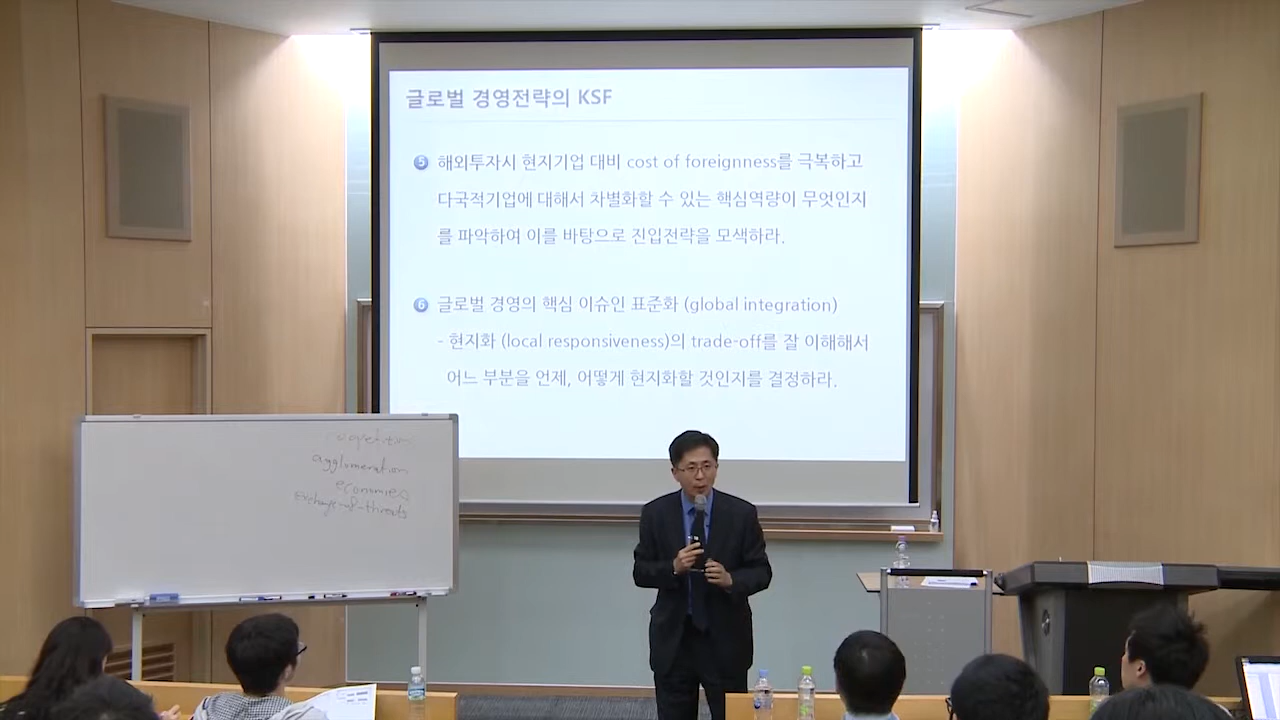 글로벌 경영전략의 KSF
5 해외투자시 현지기업 대비 cost of foreignness를 극복하고
다국적기업에 대해서 차별화할 수 있는 핵심역량이 무엇인지
를 파악하여 이를 바탕으로 진입전략을 모색하라.
6 글로벌 경영의 핵심 이슈인 표준화 (global integration)
- 현지화 (local responsiveness)의 trade-off를 잘 이해해서
어느 부분을 언제, 어떻게 현지화할 것인지를 결정하라.
coopetition
agglomeration
economies
exchange-of-threats